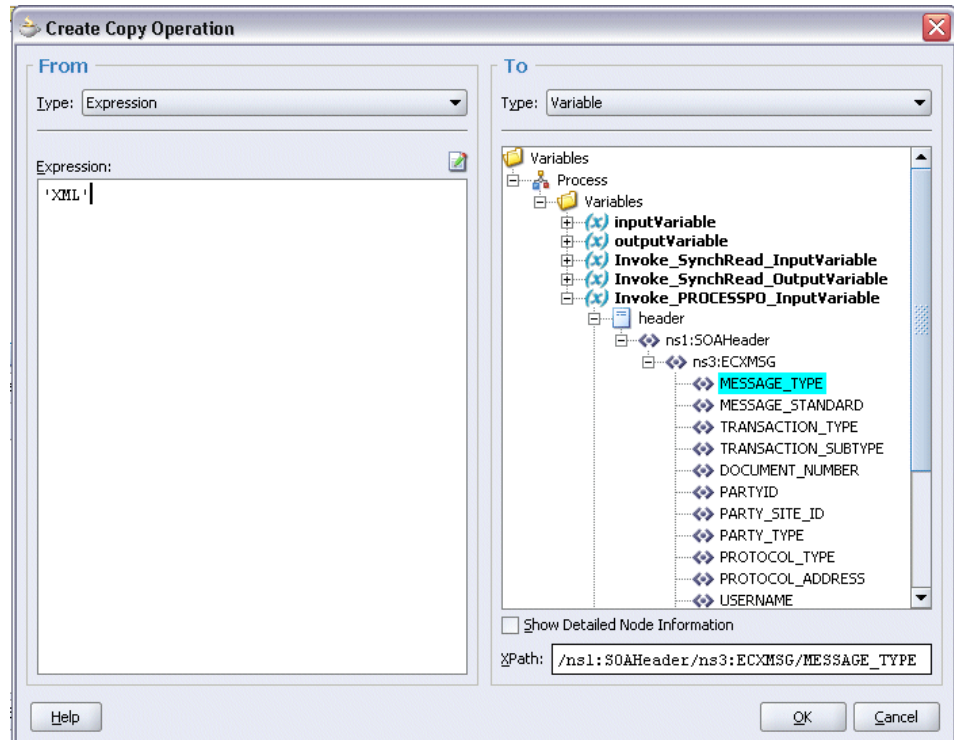 Create Copy Operation
From
Type: Expression
Expression:
'XML'
To
Type: Variable
Variables
Process
Variables
(x) inputVariable
(x) outputVariable
(x) Invoke_SynchRead_InputVariable
(x) Invoke_SynchRead_OutputVariable
(x) Invoke_PROCESSPO_InputVariable
header
ns1:SOAHeader
ns3:ECXMSG
MESSAGE_TYPE
MESSAGE_STANDARD
TRANSACTION_TYPE
TRANSACTION_SUBTYPE
DOCUMENT_NUMBER
PARTYID
PARTY_SITE_ID
PARTY_TYPE
PROTOCOL_TYPE
PROTOCOL_ADDRESS
USERNAME
Show Detailed Node Information
XPath: /ns1:SOAHeader/ns3:ECXMSG/MESSAGE_TYPE
Help
OK
Cancel